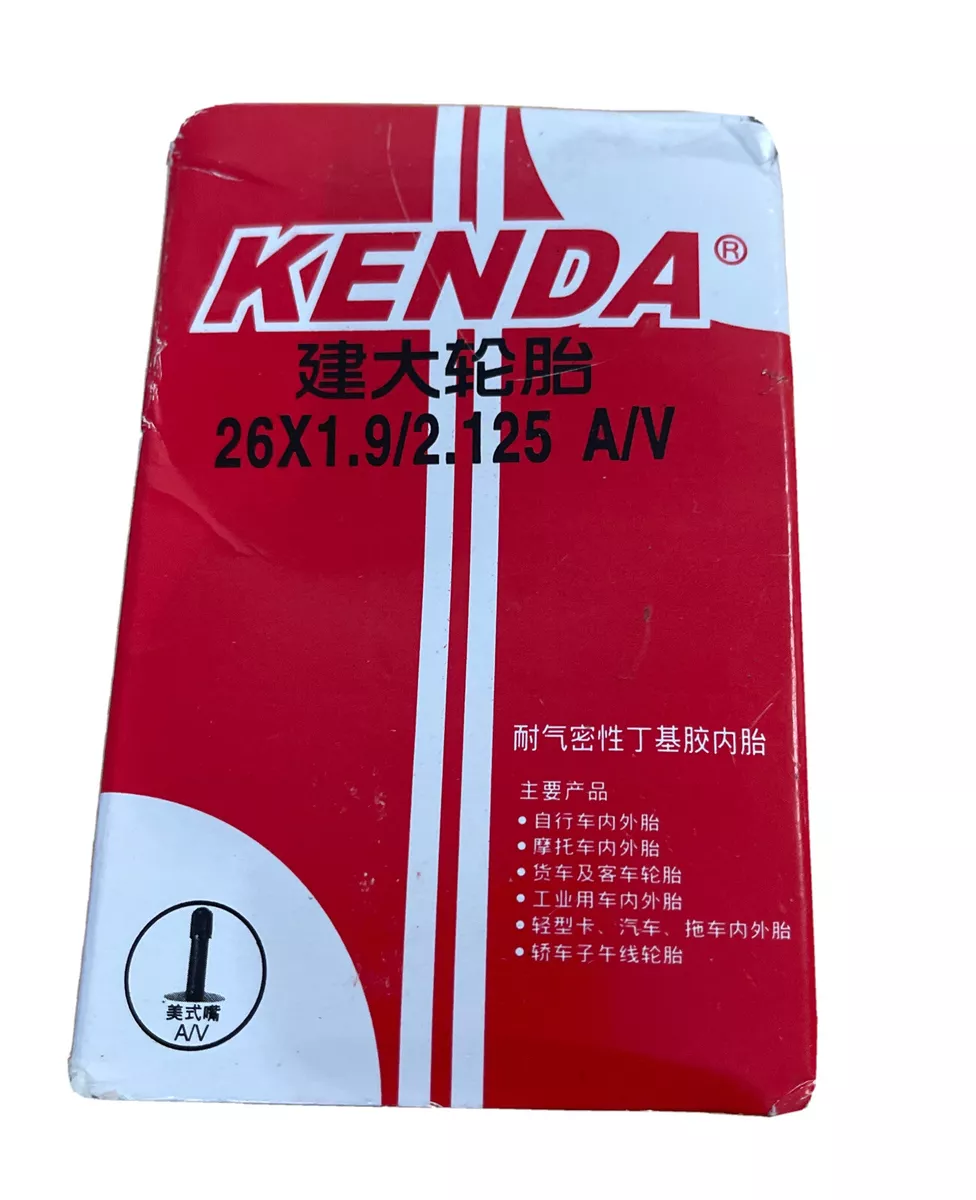 KENDA®
建大轮胎
26X1.9/2.125 A/V
耐气密性丁基胶内胎
主要产品
• 自行车内外胎
• 摩托车内外胎
• 货车及客车轮胎
• 工业用车内外胎
• 轻型卡、汽车、拖车内外胎
• 轿车子午线轮胎
美式嘴
A/V